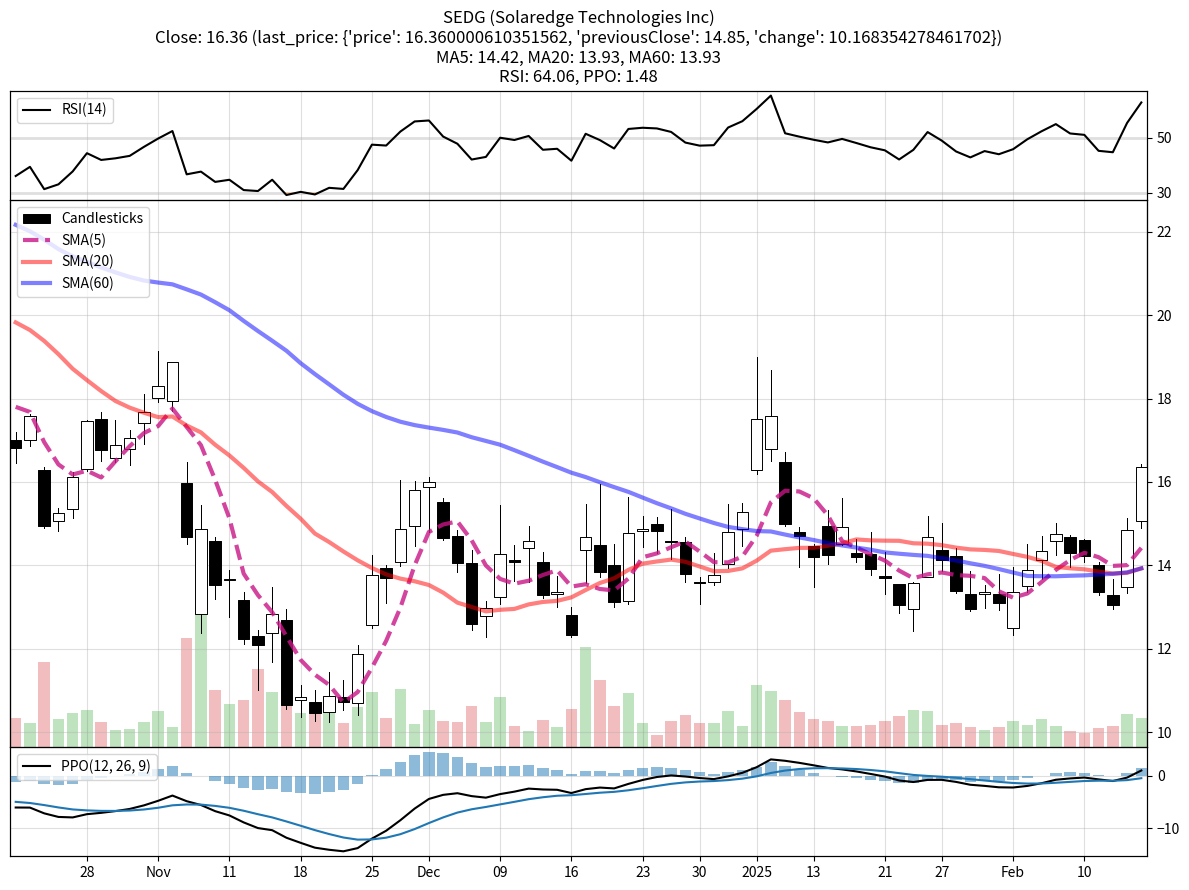 SEDG (Solaredge Technologies Inc)
Close: 16.36 (last_price: {'price': 16.360000610351562, 'previousClose': 14.85, 'change': 10.168354278461702})
MA5: 14.42, MA20: 13.93, MA60: 13.93
RSI: 64.06, PPO: 1.48
RSI(14)
50
30
Candlesticks
SMA(5)
SMA(20)
SMA(60)
22
20
18
16
14
12
10
PPO(12, 26, 9)
0
−10
28 Nov 11 18 25 Dec 09 16 23 30 2025 13 21 27 Feb 10